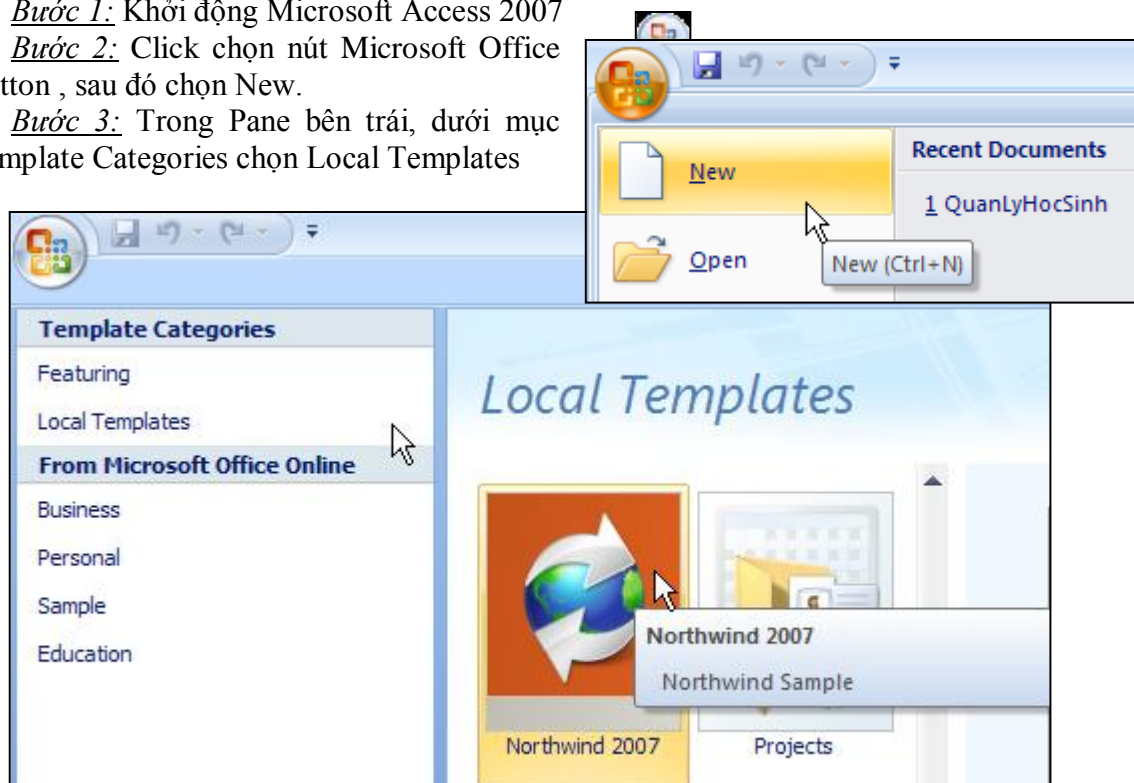 Bước 1: Khởi động Microsoft Access 2007
Bước 2: Click chọn nút Microsoft Office
tton , sau đó chọn New.
Bước 3: Trong Pane bên trái, dưới mục
mplate Categories chọn Local Templates
New
Open
New (Ctrl+N)
Recent Documents
1 QuanLyHocSinh
Template Categories
Featuring
Local Templates
From Microsoft Office Online
Business
Personal
Sample
Education
Local Templates
Northwind 2007
Northwind Sample
Northwind 2007
Projects